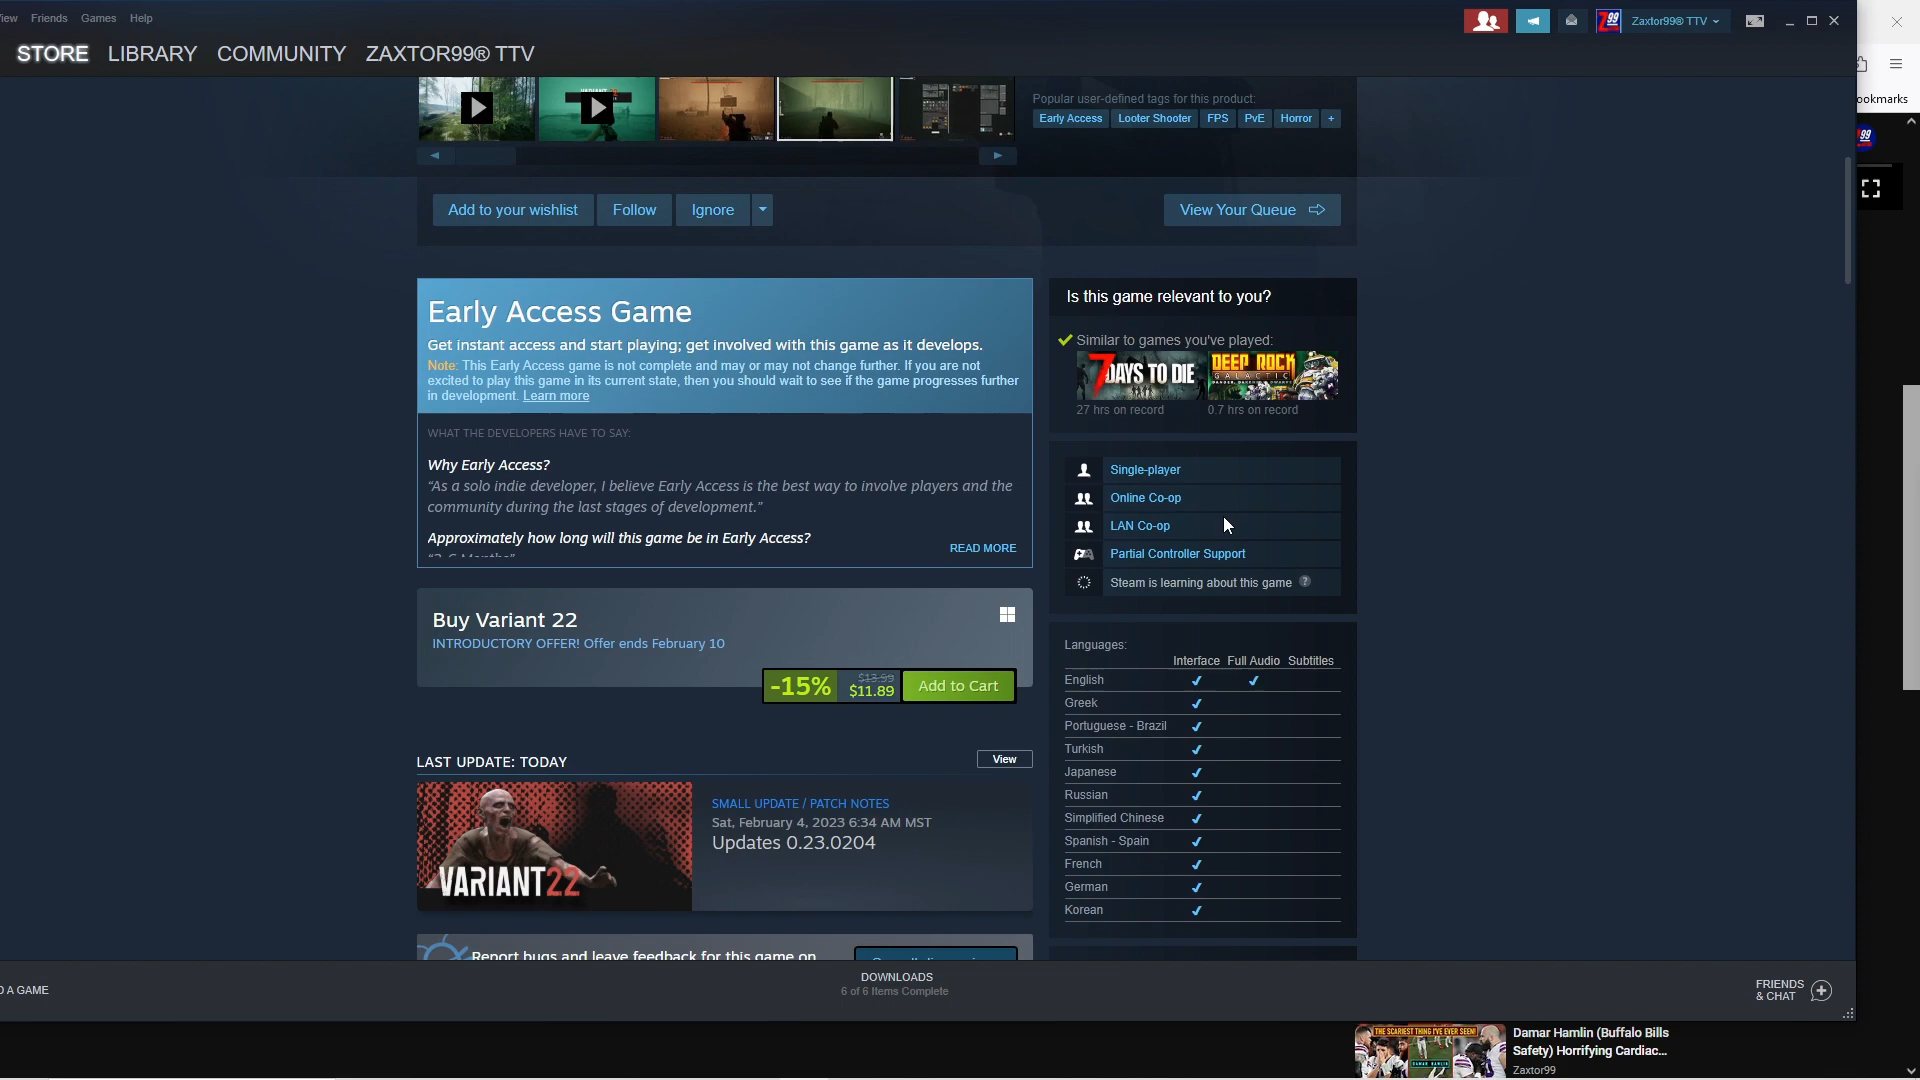 View Friends Games Help
Zaxtor99® TTV
STORE LIBRARY COMMUNITY ZAXTOR99® TTV
ookmarks
Popular user-defined tags for this product:
Early Access Looter Shooter FPS PvE Horror +
Add to your wishlist Follow Ignore View Your Queue
Early Access Game
Get instant access and start playing; get involved with this game as it develops.
Note: This Early Access game is not complete and may or may not change further. If you are not
excited to play this game in its current state, then you should wait to see if the game progresses further
in development. Learn more
WHAT THE DEVELOPERS HAVE TO SAY:
Why Early Access?
“As a solo indie developer, I believe Early Access is the best way to involve players and the
community during the last stages of development.”
Approximately how long will this game be in Early Access?
READ MORE
Is this game relevant to you?
Similar to games you've played:
7 DAYS TO DIE DEEP ROCK
GALACTIC
27 hrs on record 0.7 hrs on record
Single-player
Online Co-op
LAN Co-op
Partial Controller Support
Steam is learning about this game ?
Buy Variant 22
INTRODUCTORY OFFER! Offer ends February 10
-15% $13.99 $11.89 Add to Cart
Languages:
Interface Full Audio Subtitles
English
Greek
Portuguese - Brazil
Turkish
Japanese
Russian
Simplified Chinese
Spanish - Spain
French
German
Korean
LAST UPDATE: TODAY View
VARIANT22
SMALL UPDATE / PATCH NOTES
Sat, February 4, 2023 6:34 AM MST
Updates 0.23.0204
Report bugs and leave feedback for this game on
D A GAME
DOWNLOADS
6 of 6 Items Complete
FRIENDS
& CHAT
THE SCARIEST THING I'VE EVER SEEN!
Damar Hamlin (Buffalo Bills
Safety) Horrifying Cardiac...
Zaxtor99